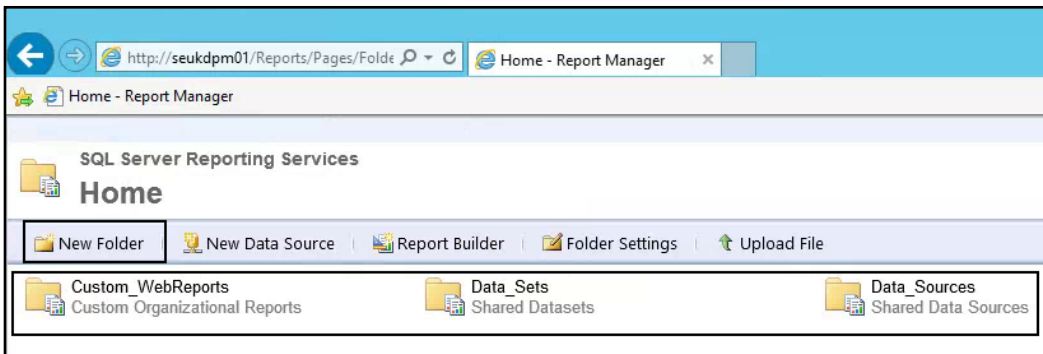 http://seukdpm01/Reports/Pages/Folde
Home - Report Manager
Home - Report Manager
SQL Server Reporting Services
Home
New Folder New Data Source Report Builder Folder Settings Upload File
Custom_WebReports Data_Sets Data_Sources
Custom Organizational Reports Shared Datasets Shared Data Sources